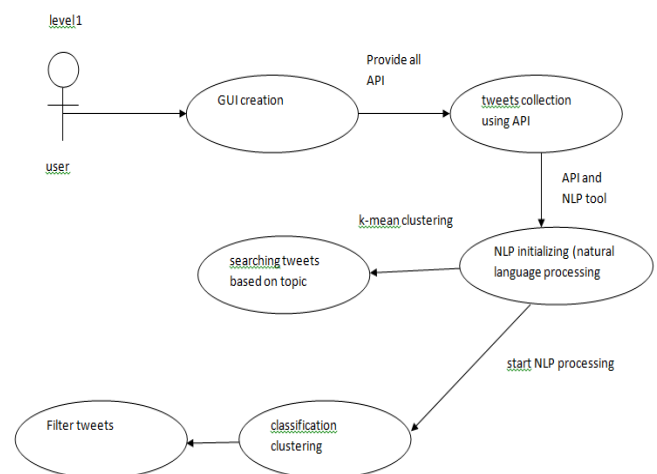 level1
Provide all
API
GUI creation
tweets collection
using API
user
API and
NLP tool
k-mean clustering
NLP initializing (natural
language processing
searching tweets
based on topic
start NLP processing
Filter tweets
classification
clustering